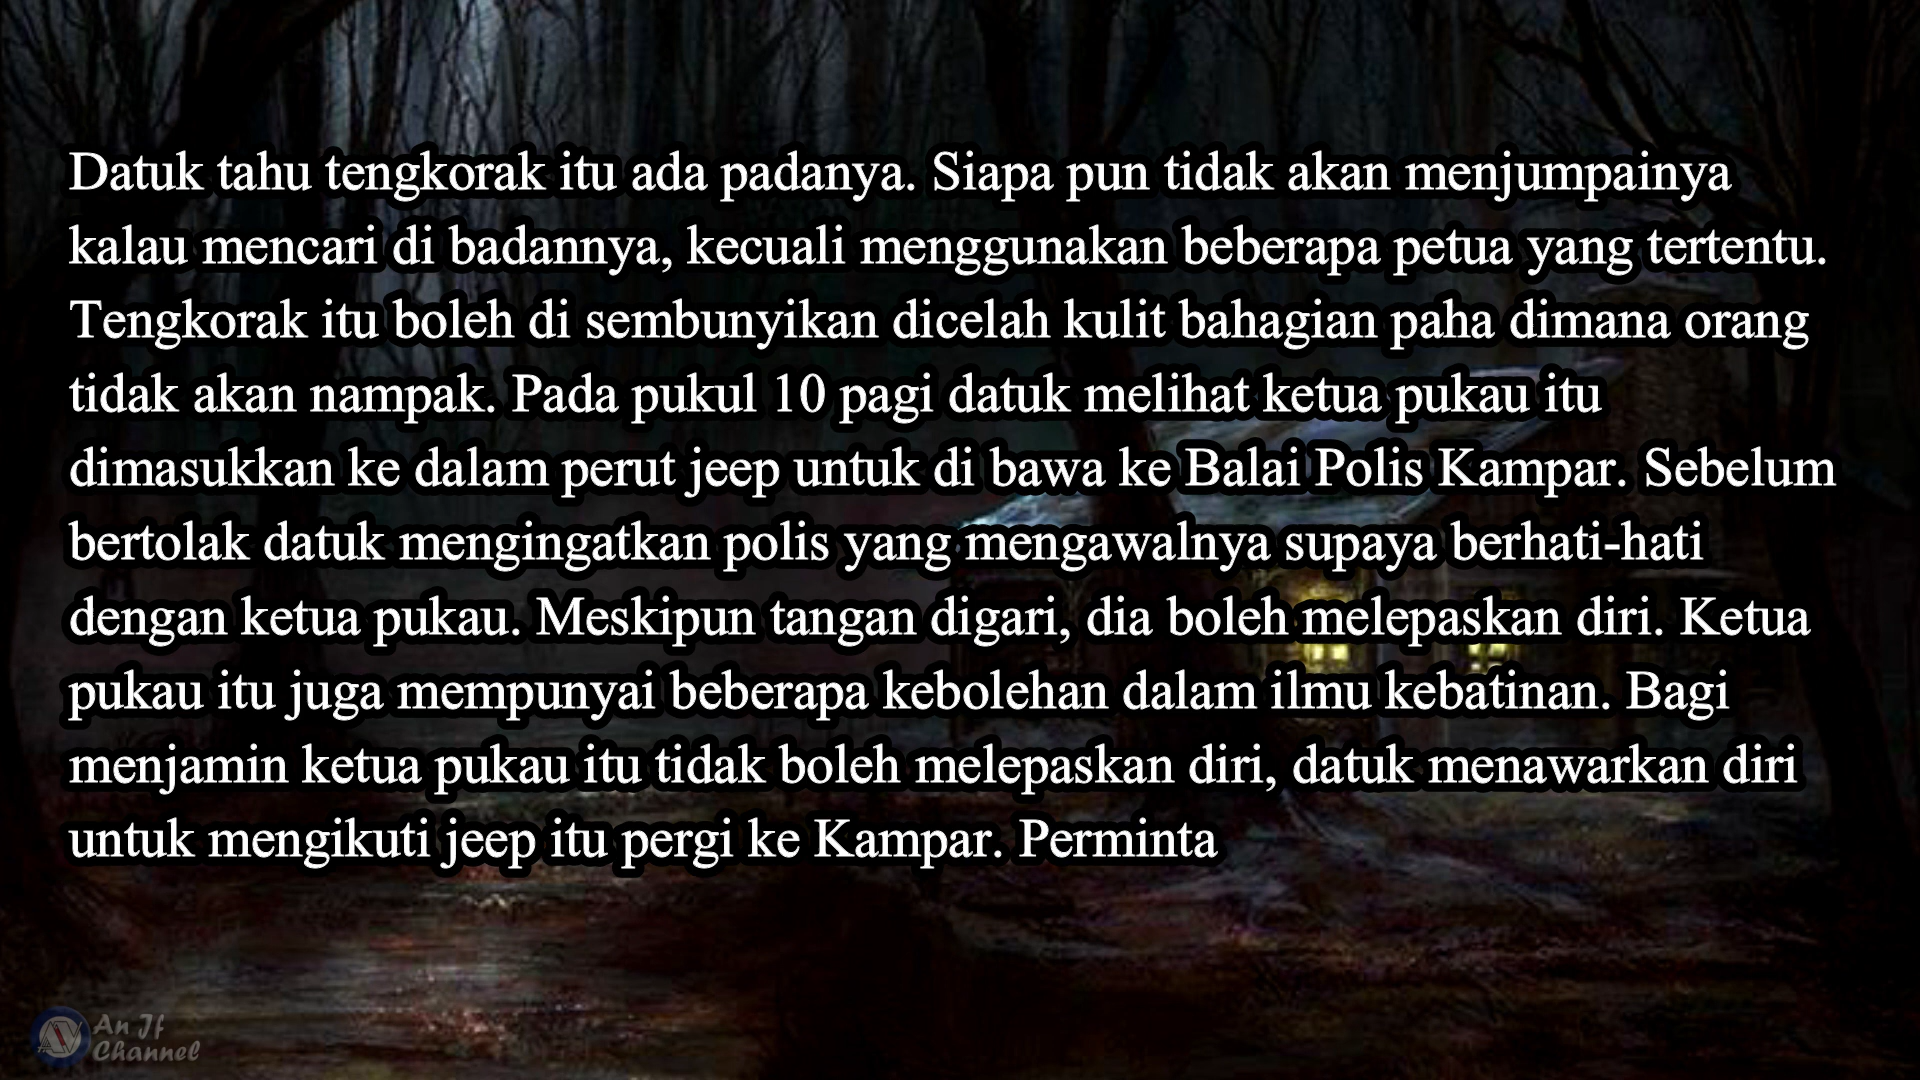 Datuk tahu tengkorak itu ada padanya. Siapa pun tidak akan menjumpainya
kalau mencari di badannya, kecuali menggunakan beberapa petua yang tertentu.
Tengkorak itu boleh di sembunyikan dicelah kulit bahagian paha dimana orang
tidak akan nampak. Pada pukul 10 pagi datuk melihat ketua pukau itu
dimasukkan ke dalam perut jeep untuk di bawa ke Balai Polis Kampar. Sebelum
bertolak datuk mengingatkan polis yang mengawalnya supaya berhati-hati
dengan ketua pukau. Meskipun tangan digari, dia boleh melepaskan diri. Ketua
pukau itu juga mempunyai beberapa kebolehan dalam ilmu kebatinan. Bagi
menjamin ketua pukau itu tidak boleh melepaskan diri, datuk menawarkan diri
untuk mengikuti jeep itu pergi ke Kampar. Perminta
An Jf
Channel